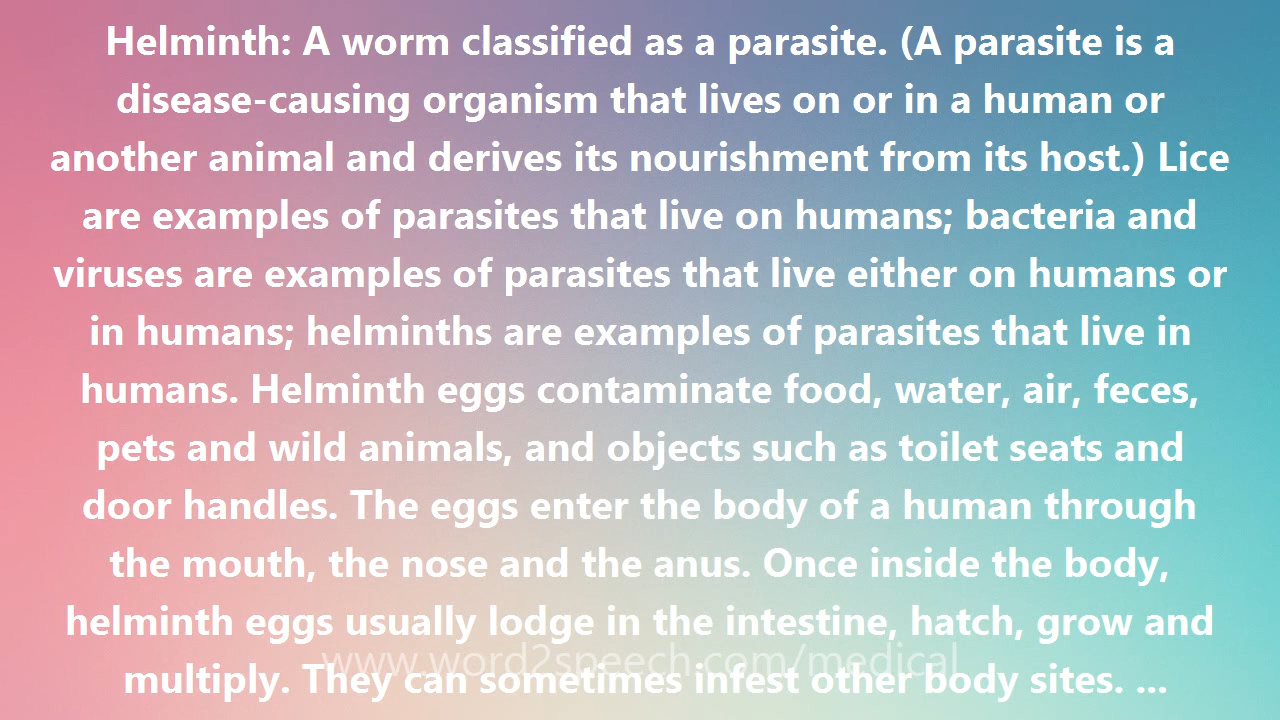 Helminth: A worm classified as a parasite. (A parasite is a
disease-causing organism that lives on or in a human or
another animal and derives its nourishment from its host.) Lice
are examples of parasites that live on humans; bacteria and
viruses are examples of parasites that live either on humans or
in humans; helminths are examples of parasites that live in
humans. Helminth eggs contaminate food, water, air, feces,
pets and wild animals, and objects such as toilet seats and
door handles. The eggs enter the body of a human through
the mouth, the nose and the anus. Once inside the body,
helminth eggs usually lodge in the intestine, hatch, grow and
www.word2speech.com/medical
multiply. They can sometimes infest other body sites. ...